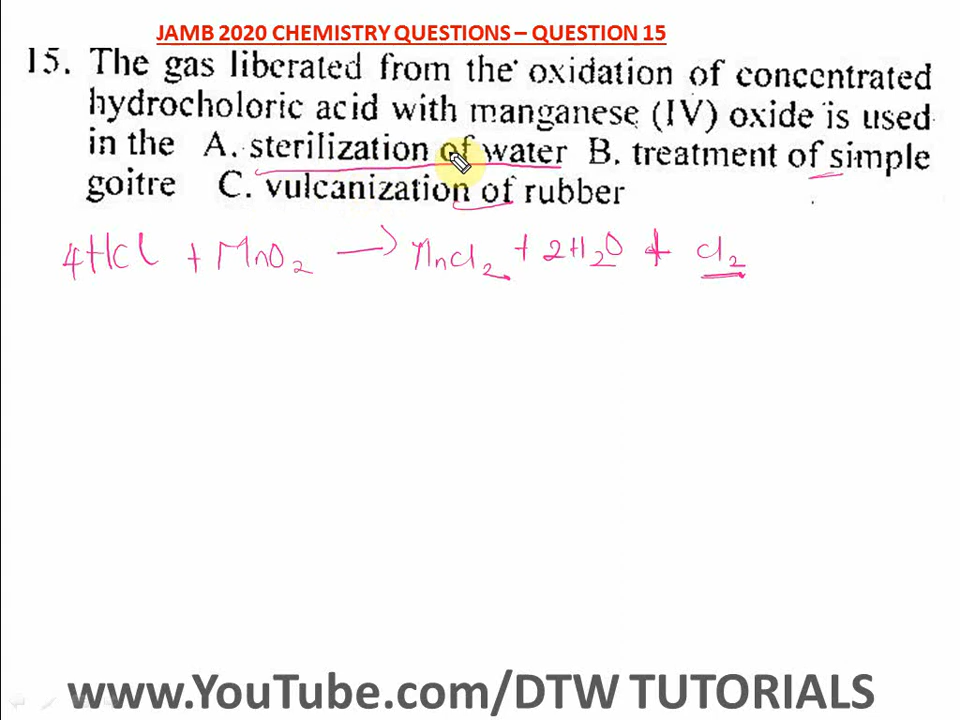 JAMB 2020 CHEMISTRY QUESTIONS – QUESTION 15
15. The gas liberated from the oxidation of concentrated
hydrocholoric acid with manganese (IV) oxide is used
in the A. sterilization of water B. treatment of simple
goitre C. vulcanization of rubber
4HCl + MnO₂ → MnCl₂ + 2H₂O + Cl₂
www.YouTube.com/DTW TUTORIALS